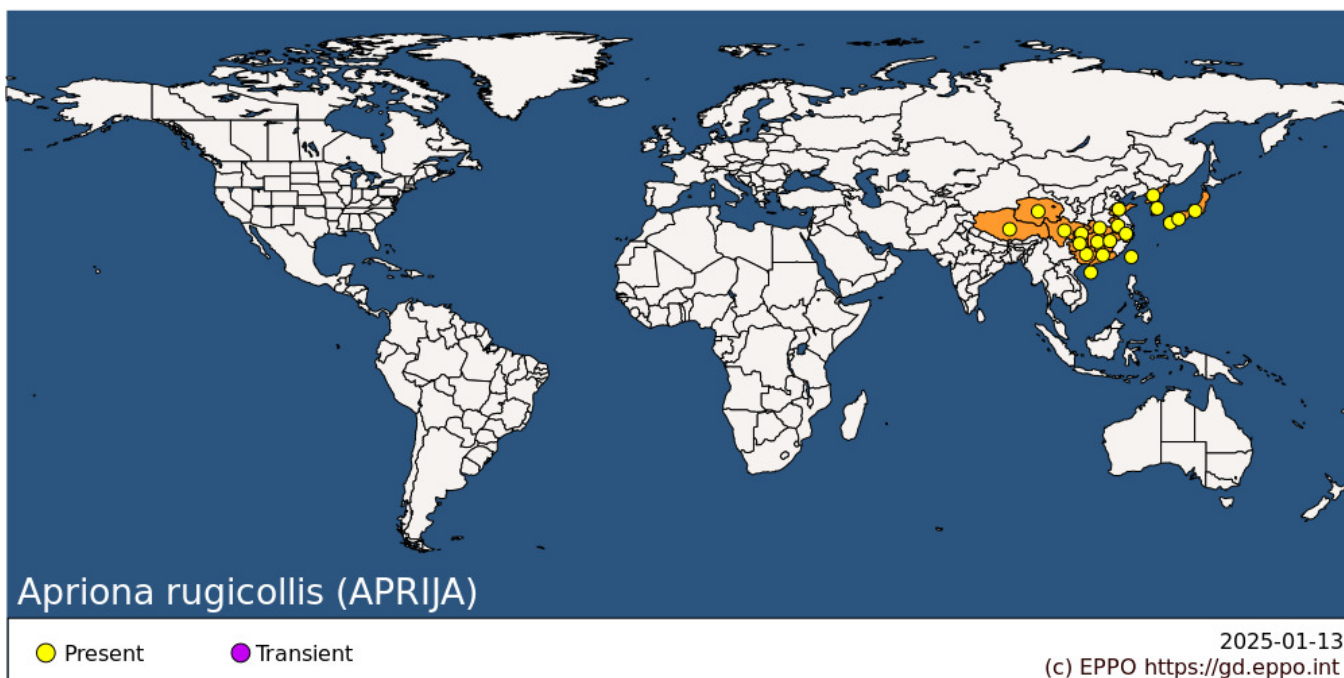 Apriona rugicollis (APRIJA)
Present
Transient
2025-01-13
(c) EPPO https://gd.eppo.int